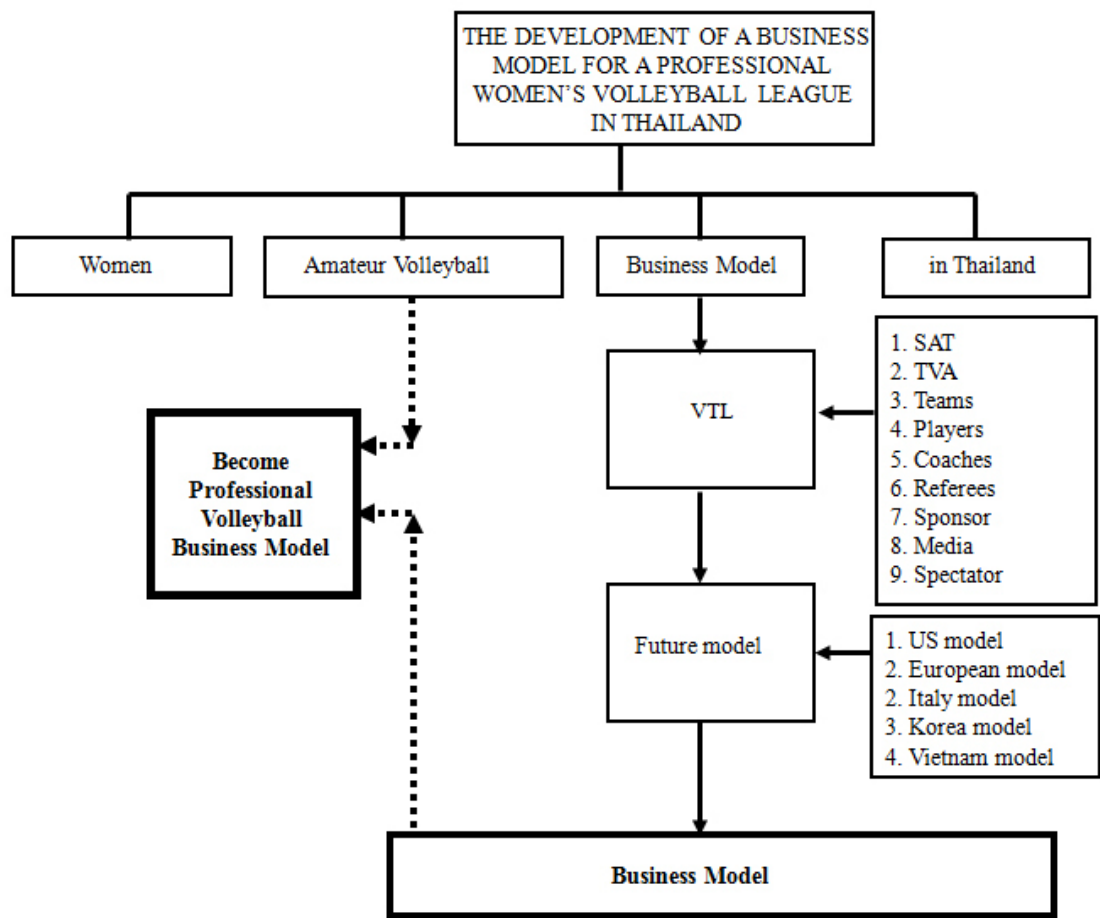 THE DEVELOPMENT OF A BUSINESS
MODEL FOR A PROFESSIONAL
WOMEN'S VOLLEYBALL LEAGUE
IN THAILAND
Women
Amateur Volleyball
Business Model
in Thailand
1. SAT
2. TVA
3. Teams
4. Players
5. Coaches
6. Referees
7. Sponsor
8. Media
9. Spectator
VTL
Become
Professional
Volleyball
Business Model
Future model
1. US model
2. European model
2. Italy model
3. Korea model
4. Vietnam model
Business Model